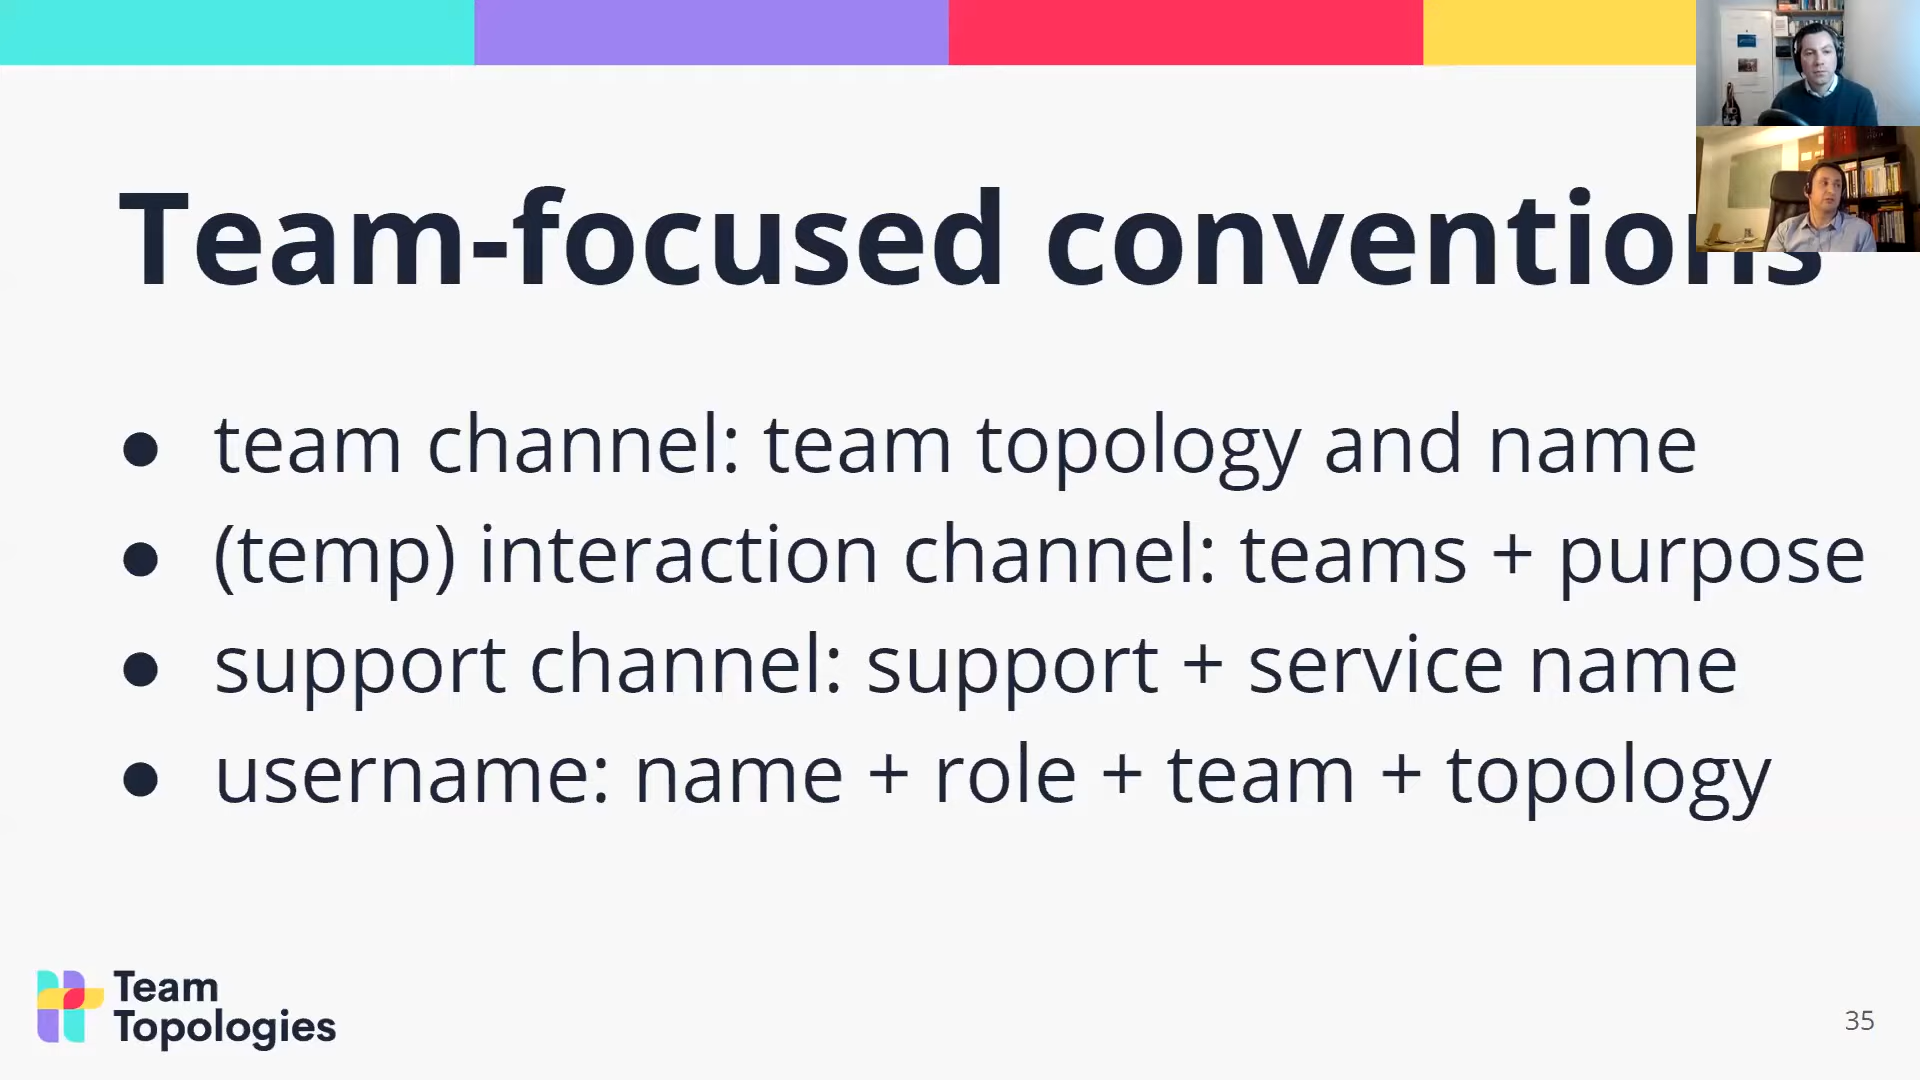 Team-focused conventions
● team channel: team topology and name
● (temp) interaction channel: teams + purpose
● support channel: support + service name
● username: name + role + team + topology
Team
Topologies
35